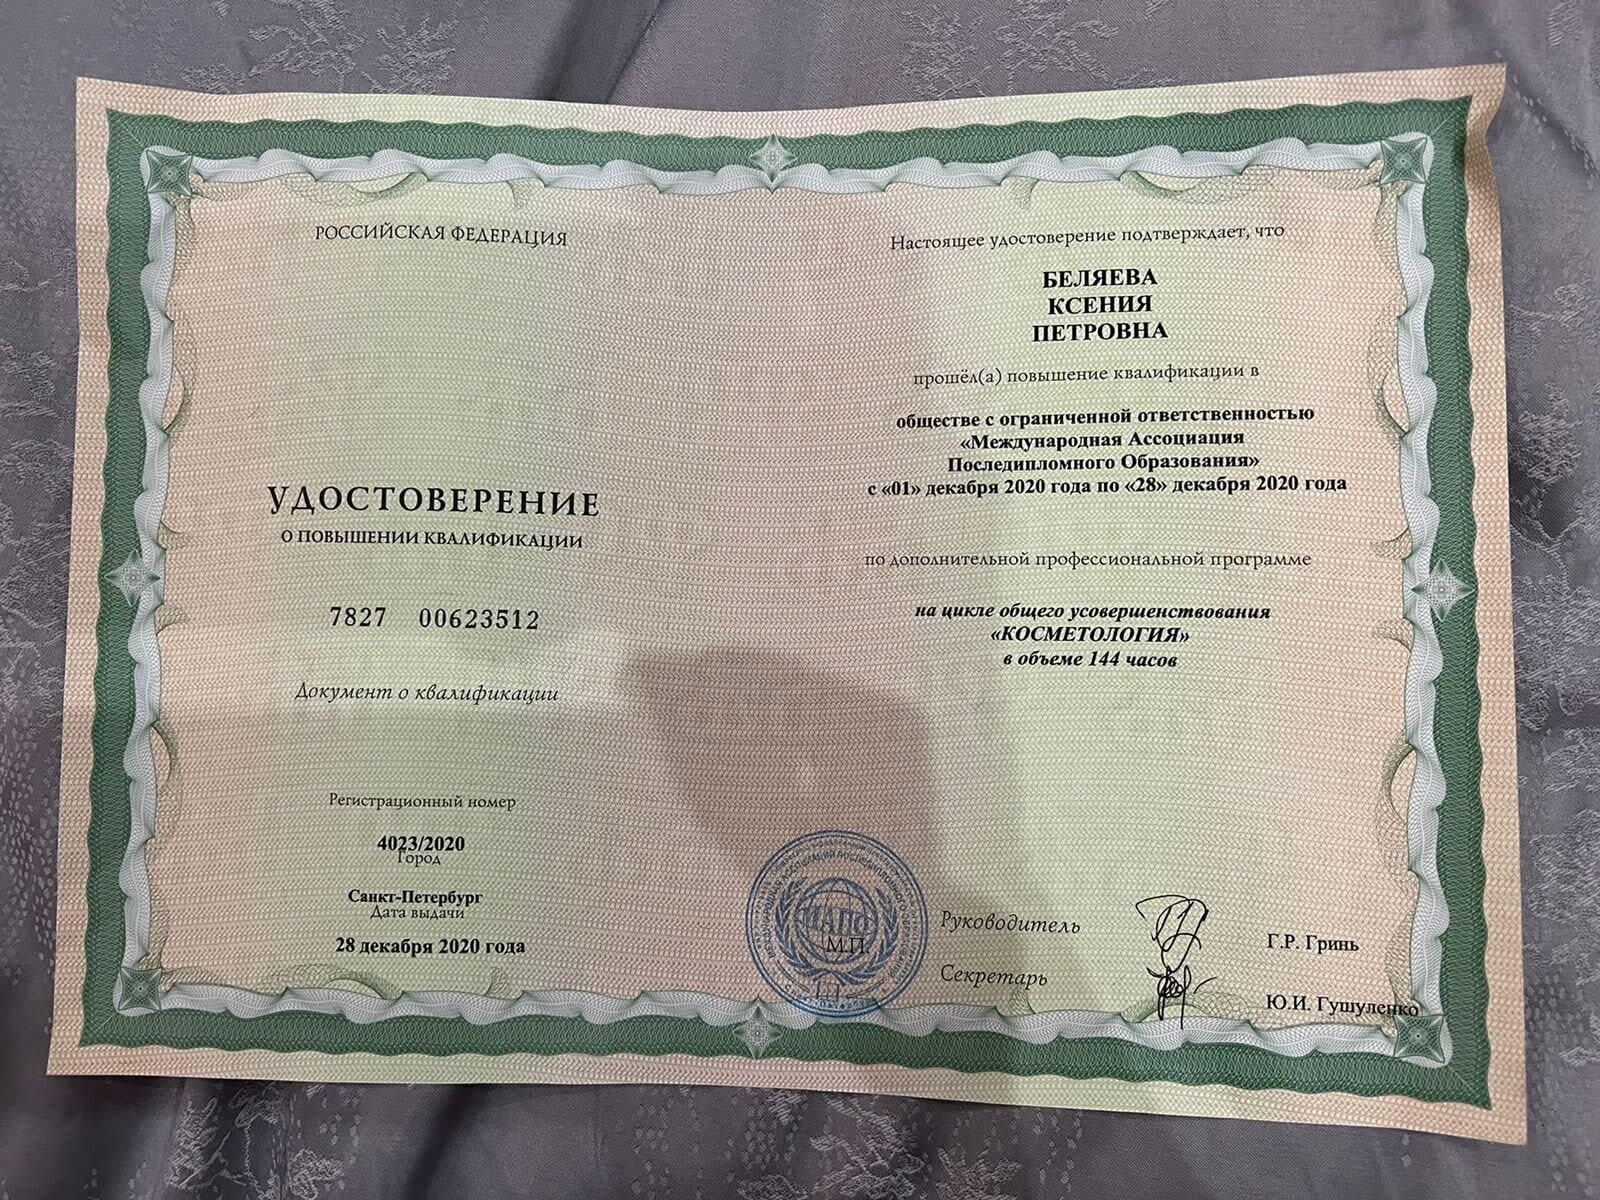 РОССИЙСКАЯ ФЕДЕРАЦИЯ
УДОСТОВЕРЕНИЕ
О ПОВЫШЕНИИ КВАЛИФИКАЦИИ
7827 00623512
Документ о квалификации
Регистрационный номер
4023/2020
Город
Санкт-Петербург
Дата выдачи
28 декабря 2020 года
Настоящее удостоверение подтверждает, что
БЕЛЯЕВА
КСЕНИЯ
ПЕТРОВНА
прошёл(а) повышение квалификации в
обществе с ограниченной ответственностью
«Международная Ассоциация
Последипломного Образования»
с «01» декабря 2020 года по «28» декабря 2020 года
по дополнительной профессиональной программе
на цикле общего усовершенствования
«КОСМЕТОЛОГИЯ»
в объеме 144 часов
МАПО
М.П.
Руководитель
Г.Р. Гринь
Секретарь
Ю.И. Гушуленко